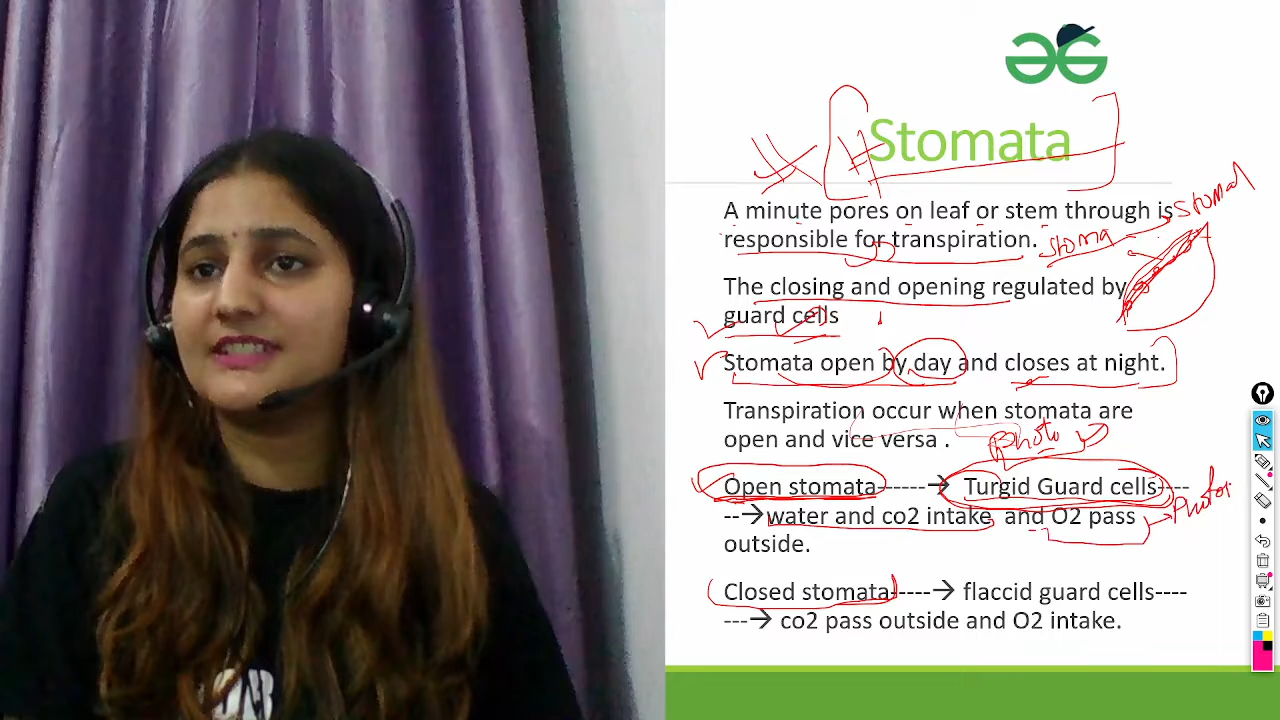 Stomata
A minute pores on leaf or stem through is
responsible for transpiration.
stoma
The closing and opening regulated by
guard cells
Stomata open by day and closes at night.
Transpiration occur when stomata are
open and vice versa .
Photo
Open stomata------→ Turgid Guard cells----
--→water and co2 intake and O2 pass
outside.
Closed stomata-----→ flaccid guard cells----
---→ co2 pass outside and O2 intake.